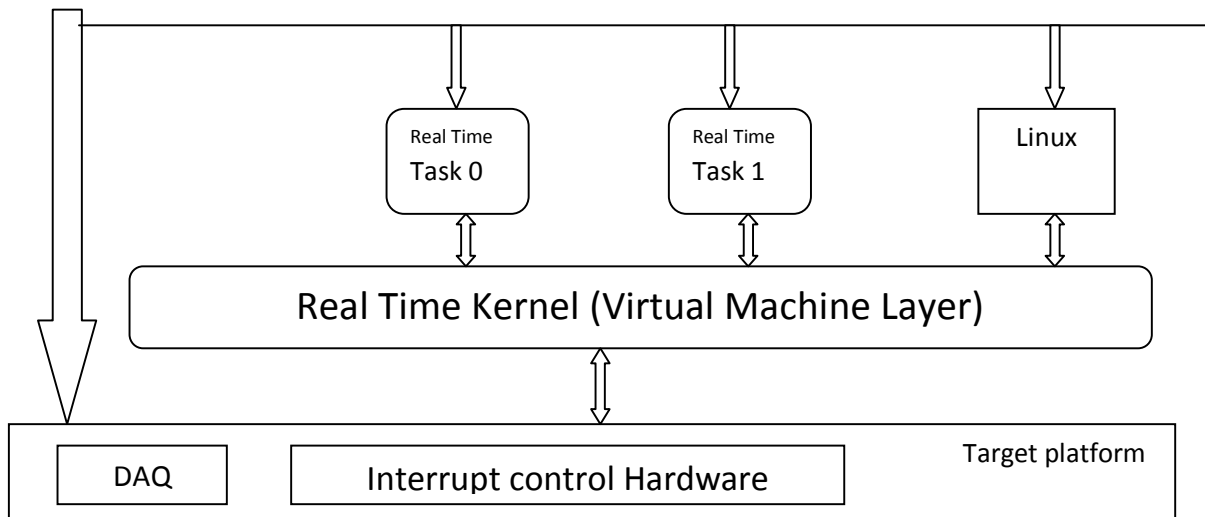 Real Time
Task 0
Real Time
Task 1
Linux
Real Time Kernel (Virtual Machine Layer)
Target platform
DAQ
Interrupt control Hardware